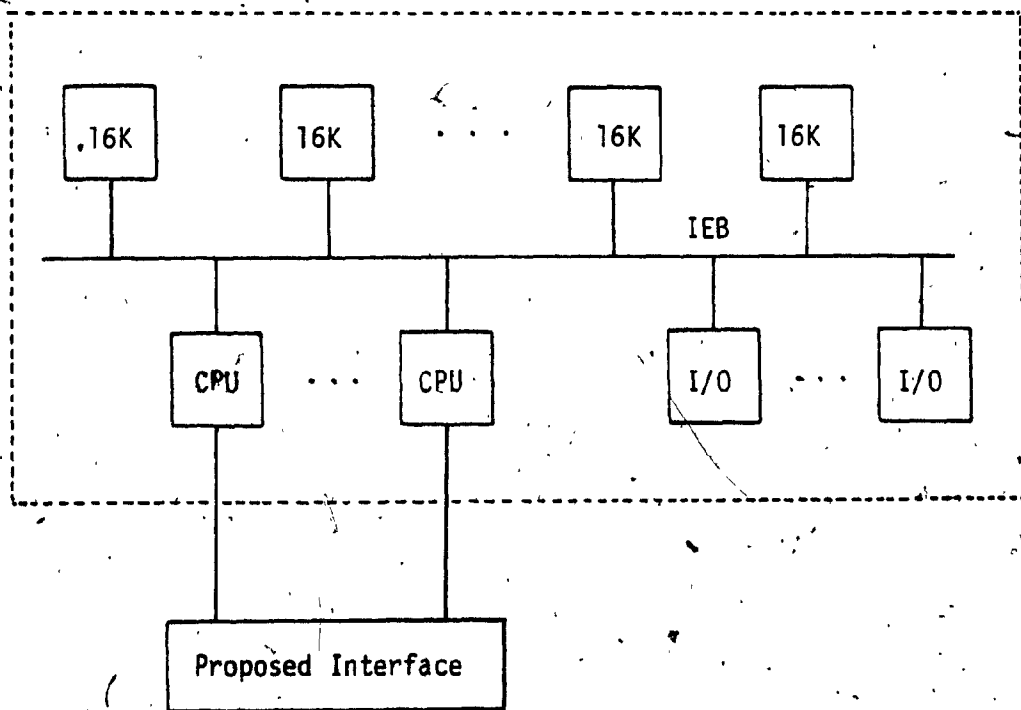 16K 16K . . . 16K 16K
IEB
CPU . . . CPU I/O . . . I/O
Proposed Interface